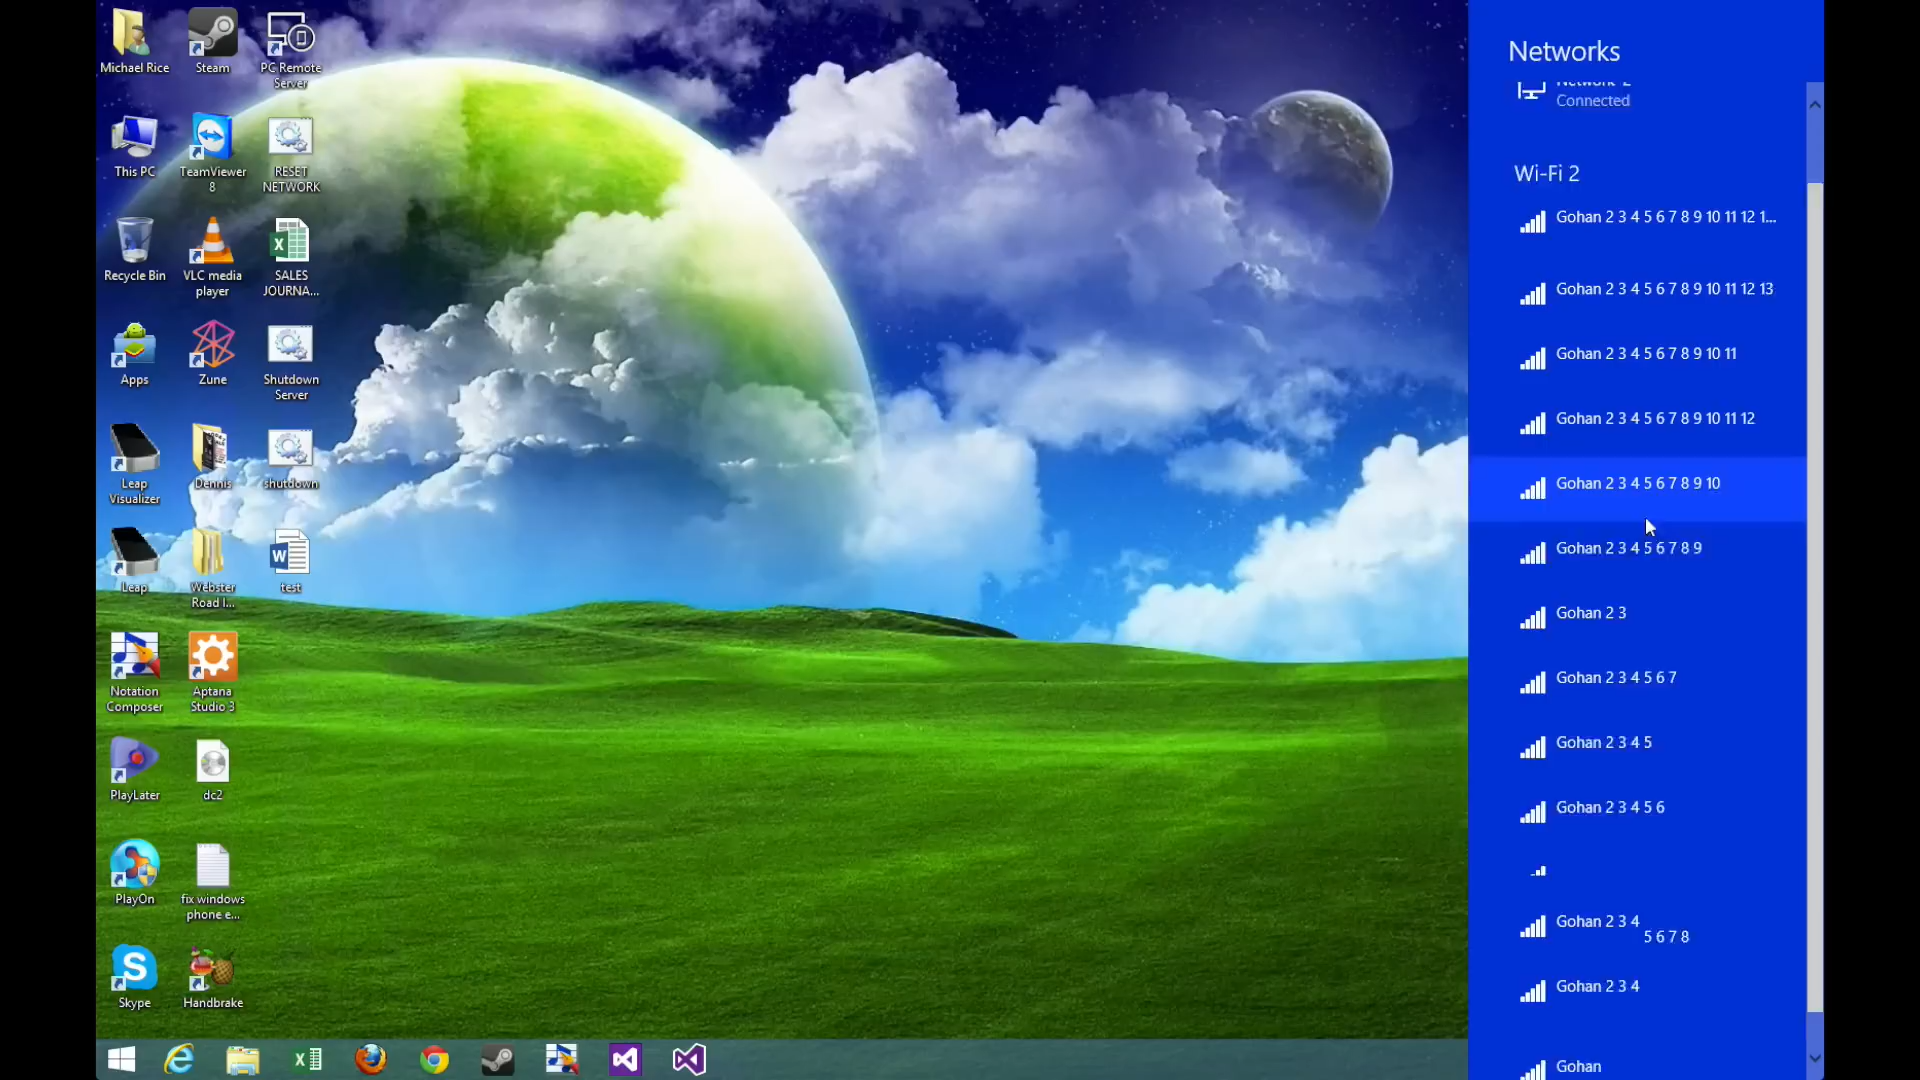 Michael Rice
Steam
PC Remote
Server
This PC
TeamViewer
8
RESET
NETWORK
Recycle Bin
VLC media
player
SALES
JOURNA...
Apps
Zune
Shutdown
Server
Leap
Visualizer
Dennis
shutdown
Leap
Webster
Road I...
test
Notation
Composer
Aptana
Studio 3
PlayLater
dc2
PlayOn
fix windows
phone e...
Skype
Handbrake
Networks
Network 2
Connected
Wi-Fi 2
Gohan 2 3 4 5 6 7 8 9 10 11 12 1...
Gohan 2 3 4 5 6 7 8 9 10 11 12 13
Gohan 2 3 4 5 6 7 8 9 10 11
Gohan 2 3 4 5 6 7 8 9 10 11 12
Gohan 2 3 4 5 6 7 8 9 10
Gohan 2 3 4 5 6 7 8 9
Gohan 2 3
Gohan 2 3 4 5 6 7
Gohan 2 3 4 5
Gohan 2 3 4 5 6
Gohan 2 3 4
5 6 7 8
Gohan 2 3 4
Gohan